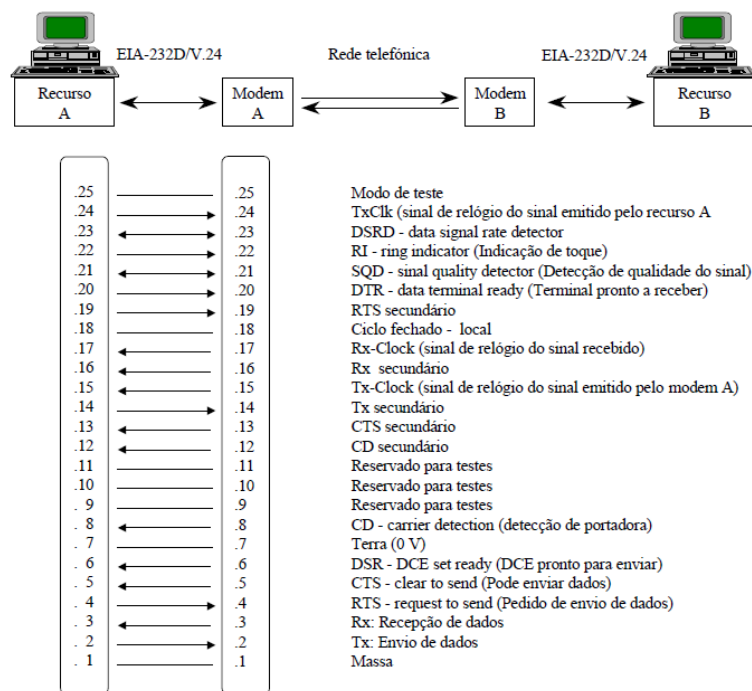 EIA-232D/V.24
Rede telefónica
EIA-232D/V.24
Recurso
A
Modem
A
Modem
B
Recurso
B
.25 .25 Modo de teste
.24 .24 TxClk (sinal de relógio do sinal emitido pelo recurso A
.23 .23 DSRD - data signal rate detector
.22 .22 RI - ring indicator (Indicação de toque)
.21 .21 SQD - sinal quality detector (Detecção de qualidade do sinal)
.20 .20 DTR - data terminal ready (Terminal pronto a receber)
.19 .19 RTS secundário
.18 .18 Ciclo fechado - local
.17 .17 Rx-Clock (sinal de relógio do sinal recebido)
.16 .16 Rx secundário
.15 .15 Tx-Clock (sinal de relógio do sinal emitido pelo modem A)
.14 .14 Tx secundário
.13 .13 CTS secundário
.12 .12 CD secundário
.11 .11 Reservado para testes
.10 .10 Reservado para testes
. 9 .9 Reservado para testes
. 8 .8 CD - carrier detection (detecção de portadora)
. 7 .7 Terra (0 V)
. 6 .6 DSR - DCE set ready (DCE pronto para enviar)
. 5 .5 CTS - clear to send (Pode enviar dados)
. 4 .4 RTS - request to send (Pedido de envio de dados)
. 3 .3 Rx: Recepção de dados
. 2 .2 Tx: Envio de dados
. 1 .1 Massa